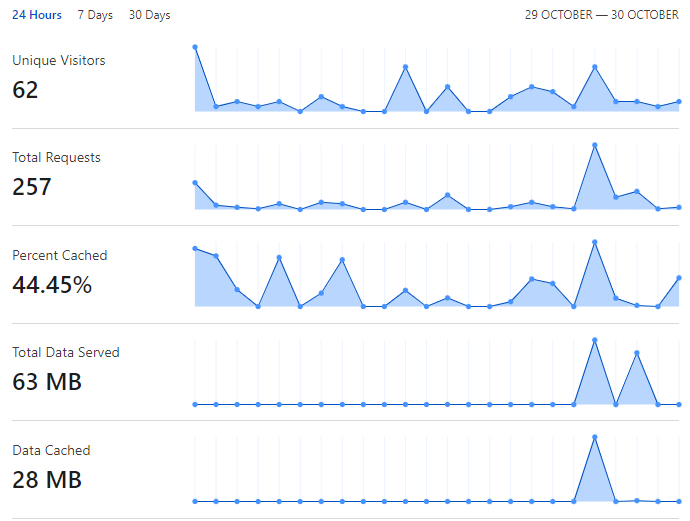 24 Hours 7 Days 30 Days 29 OCTOBER — 30 OCTOBER
Unique Visitors
62
Total Requests
257
Percent Cached
44.45%
Total Data Served
63 MB
Data Cached
28 MB